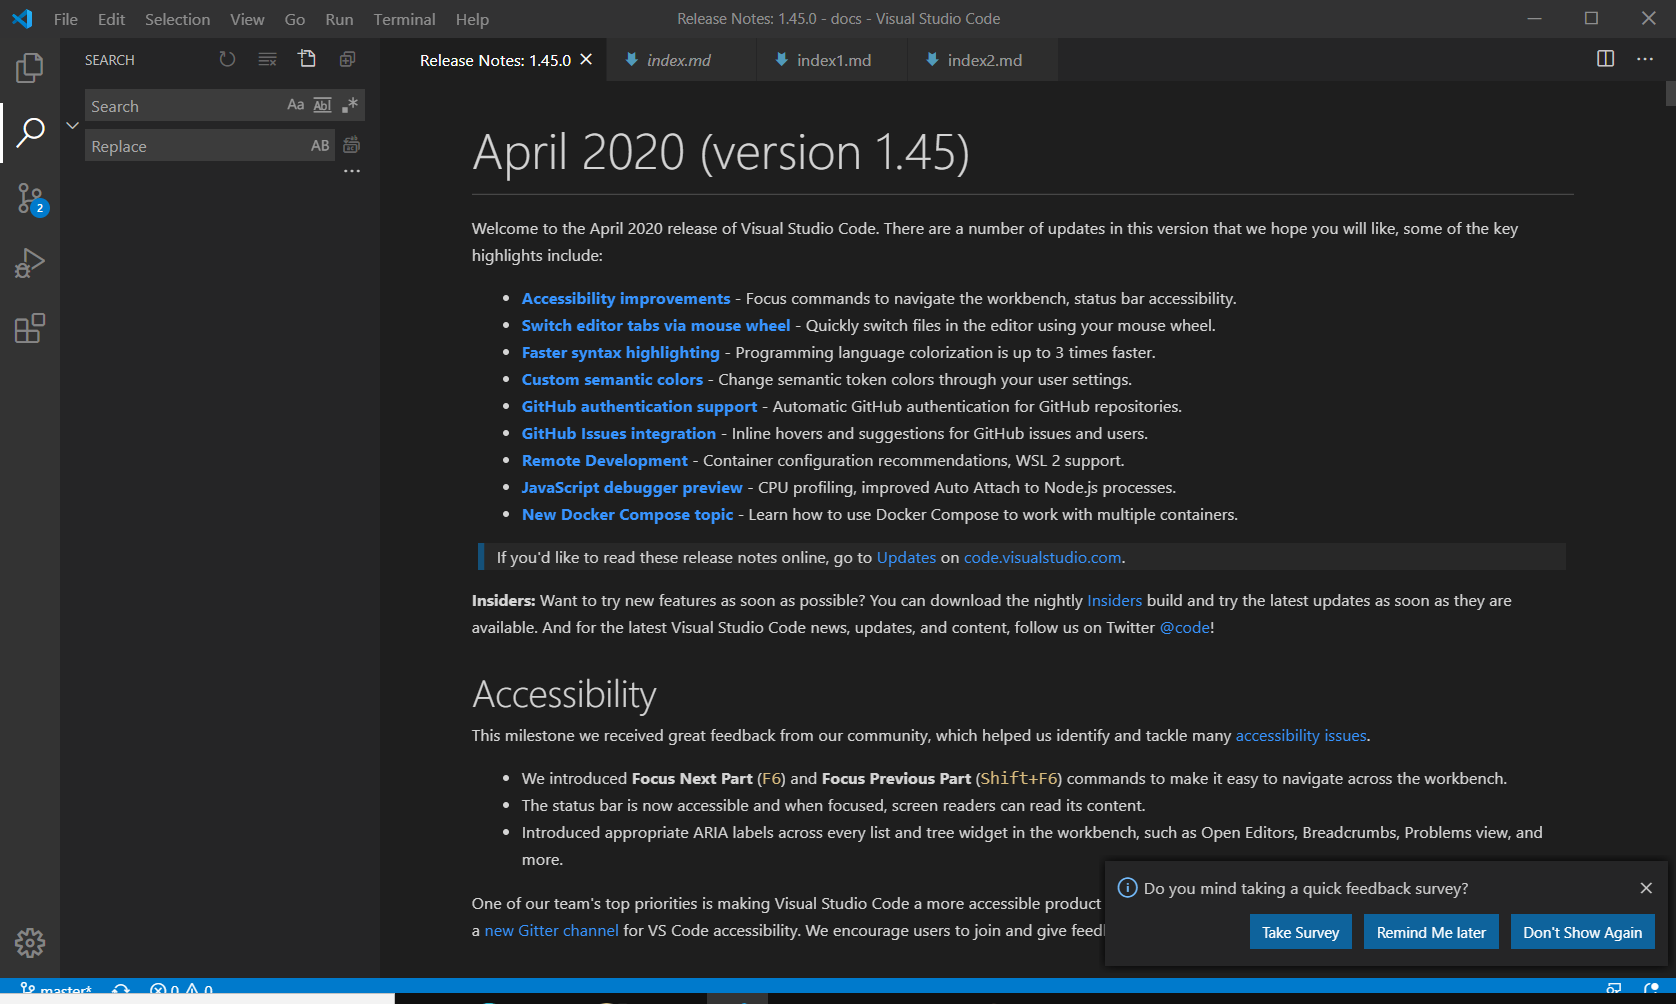 File Edit Selection View Go Run Terminal Help
Release Notes: 1.45.0 - docs - Visual Studio Code
SEARCH
Search Aa Abl .*
Replace AB
2
Release Notes: 1.45.0 index.md index1.md index2.md
April 2020 (version 1.45)
Welcome to the April 2020 release of Visual Studio Code. There are a number of updates in this version that we hope you will like, some of the key
highlights include:
• Accessibility improvements - Focus commands to navigate the workbench, status bar accessibility.
• Switch editor tabs via mouse wheel - Quickly switch files in the editor using your mouse wheel.
• Faster syntax highlighting - Programming language colorization is up to 3 times faster.
• Custom semantic colors - Change semantic token colors through your user settings.
• GitHub authentication support - Automatic GitHub authentication for GitHub repositories.
• GitHub Issues integration - Inline hovers and suggestions for GitHub issues and users.
• Remote Development - Container configuration recommendations, WSL 2 support.
• JavaScript debugger preview - CPU profiling, improved Auto Attach to Node.js processes.
• New Docker Compose topic - Learn how to use Docker Compose to work with multiple containers.
If you'd like to read these release notes online, go to Updates on code.visualstudio.com.
Insiders: Want to try new features as soon as possible? You can download the nightly Insiders build and try the latest updates as soon as they are
available. And for the latest Visual Studio Code news, updates, and content, follow us on Twitter @code!
Accessibility
This milestone we received great feedback from our community, which helped us identify and tackle many accessibility issues.
• We introduced Focus Next Part (F6) and Focus Previous Part (Shift+F6) commands to make it easy to navigate across the workbench.
• The status bar is now accessible and when focused, screen readers can read its content.
• Introduced appropriate ARIA labels across every list and tree widget in the workbench, such as Open Editors, Breadcrumbs, Problems view, and
more.
One of our team's top priorities is making Visual Studio Code a more accessible product
a new Gitter channel for VS Code accessibility. We encourage users to join and give
Do you mind taking a quick feedback survey?
Take Survey Remind Me later Don't Show Again
master* 0 0